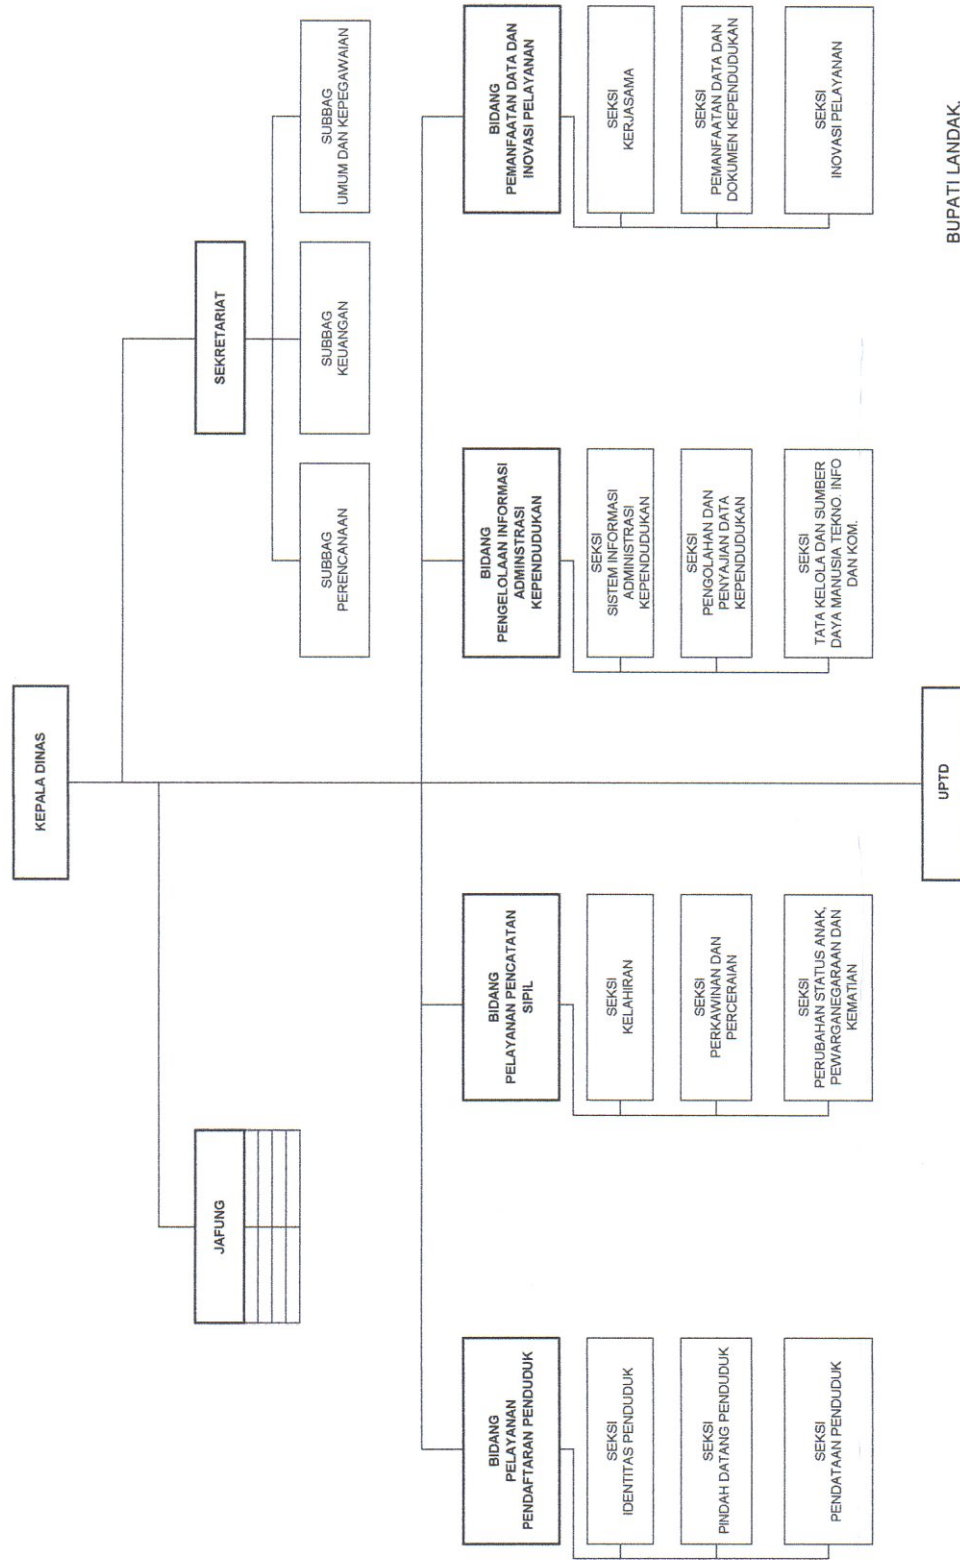 KEPALA DINAS
JAFUNG
SEKRETARIAT
SUBBAG
PERENCANAAN
SUBBAG
KEUANGAN
SUBBAG
UMUM DAN KEPEGAWAIAN
BIDANG
PELAYANAN
PENDAFTARAN PENDUDUK
SEKSI
IDENTITAS PENDUDUK
SEKSI
PINDAH DATANG PENDUDUK
SEKSI
PENDATAAN PENDUDUK
BIDANG
PELAYANAN PENCATATAN
SIPIL
SEKSI
KELAHIRAN
SEKSI
PERKAWINAN DAN
PERCERAIAN
SEKSI
PERUBAHAN STATUS ANAK,
PEWARGANEGARAAN DAN
KEMATIAN
BIDANG
PENGELOLAAN INFORMASI
ADMINSTRASI
KEPENDUDUKAN
SEKSI
SISTEM INFORMASI
ADMINISTRASI
KEPENDUDUKAN
SEKSI
PENGOLAHAN DAN
PENYAJIAN DATA
KEPENDUDUKAN
SEKSI
TATA KELOLA DAN SUMBER
DAYA MANUSIA TEKNO. INFO
DAN KOM.
BIDANG
PEMANFAATAN DATA DAN
INOVASI PELAYANAN
SEKSI
KERJASAMA
SEKSI
PEMANFAATAN DATA DAN
DOKUMEN KEPENDUDUKAN
SEKSI
INOVASI PELAYANAN
UPTD
BUPATI LANDAK,